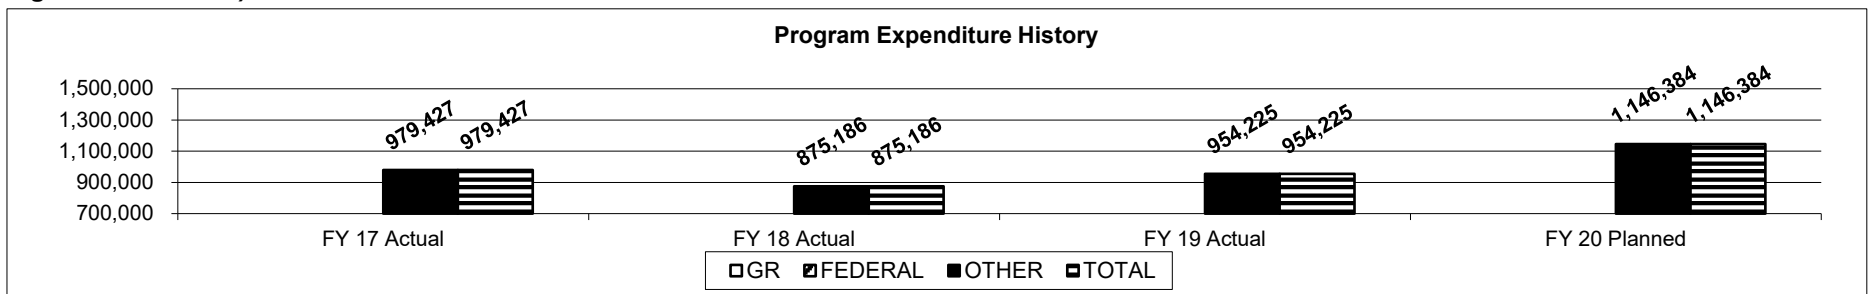 Program Expenditure History
1,500,000
1,300,000
1,100,000
900,000
700,000
979,427
979,427
875,186
875,186
954,225
954,225
1,146,384
1,146,384
FY 17 Actual
FY 18 Actual
FY 19 Actual
FY 20 Planned
GR
FEDERAL
OTHER
TOTAL